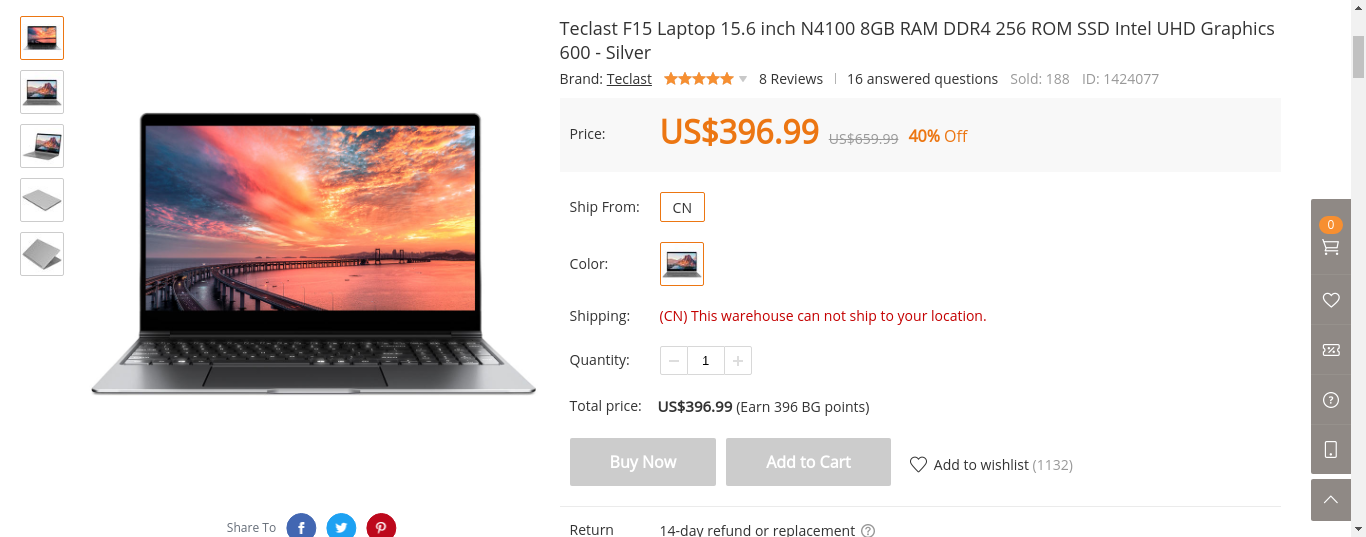 Teclast F15 Laptop 15.6 inch N4100 8GB RAM DDR4 256 ROM SSD Intel UHD Graphics
600 - Silver
Brand: Teclast 8 Reviews 16 answered questions Sold: 188 ID: 1424077
Price: US$396.99 US$659.99 40% Off
Ship From: CN
0
Color:
Shipping: (CN) This warehouse can not ship to your location.
Quantity: 1
Total price: US$396.99 (Earn 396 BG points)
Buy Now Add to Cart Add to wishlist (1132)
Share To
Return 14-day refund or replacement